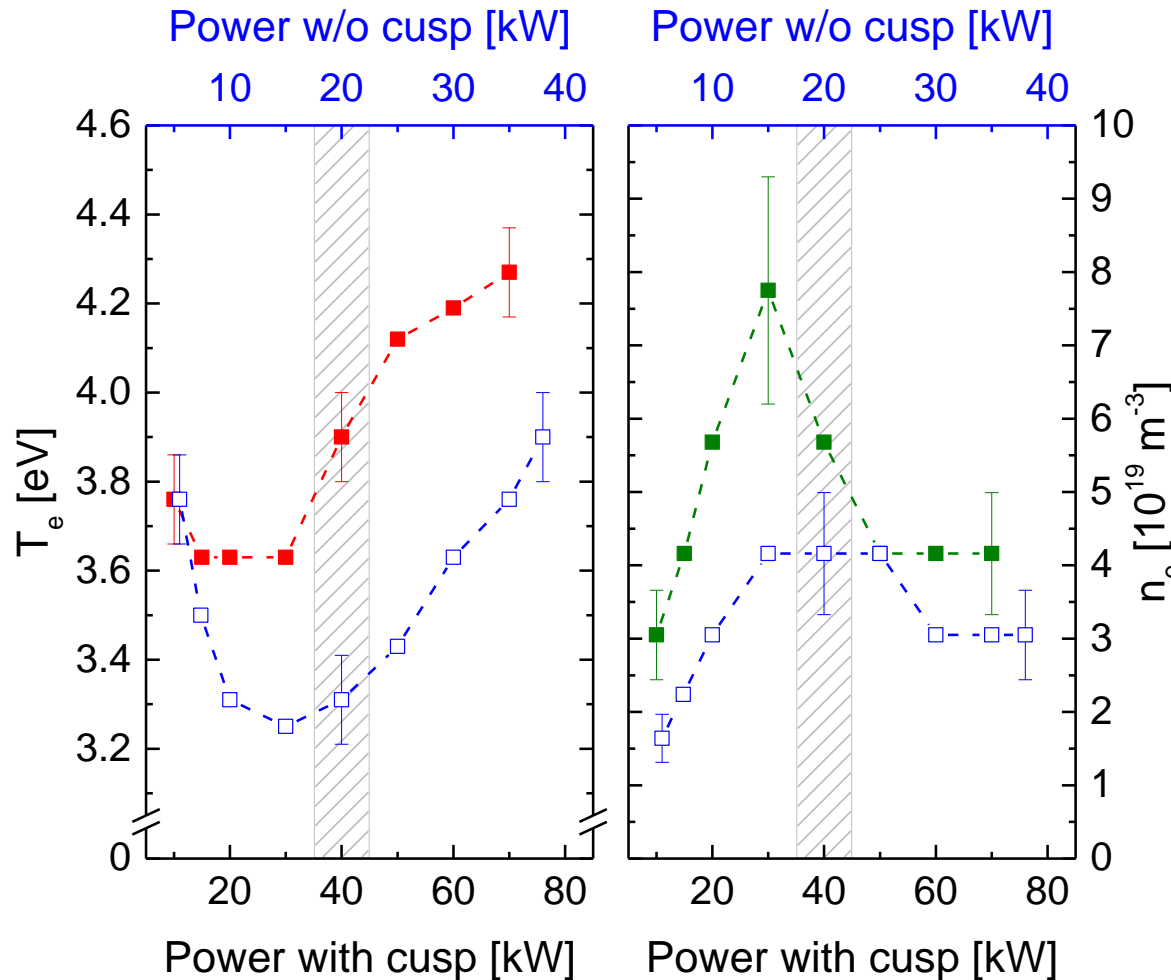 Power w/o cusp [kW]
Power w/o cusp [kW]
10 20 30 40
10 20 30 40
4.6
4.4
4.2
4.0
3.8
3.6
3.4
3.2
0
T_e [eV]
10
9
8
7
6
5
4
3
2
1
0
n_e [10^19 m^-3]
20 40 60 80
20 40 60 80
Power with cusp [kW]
Power with cusp [kW]